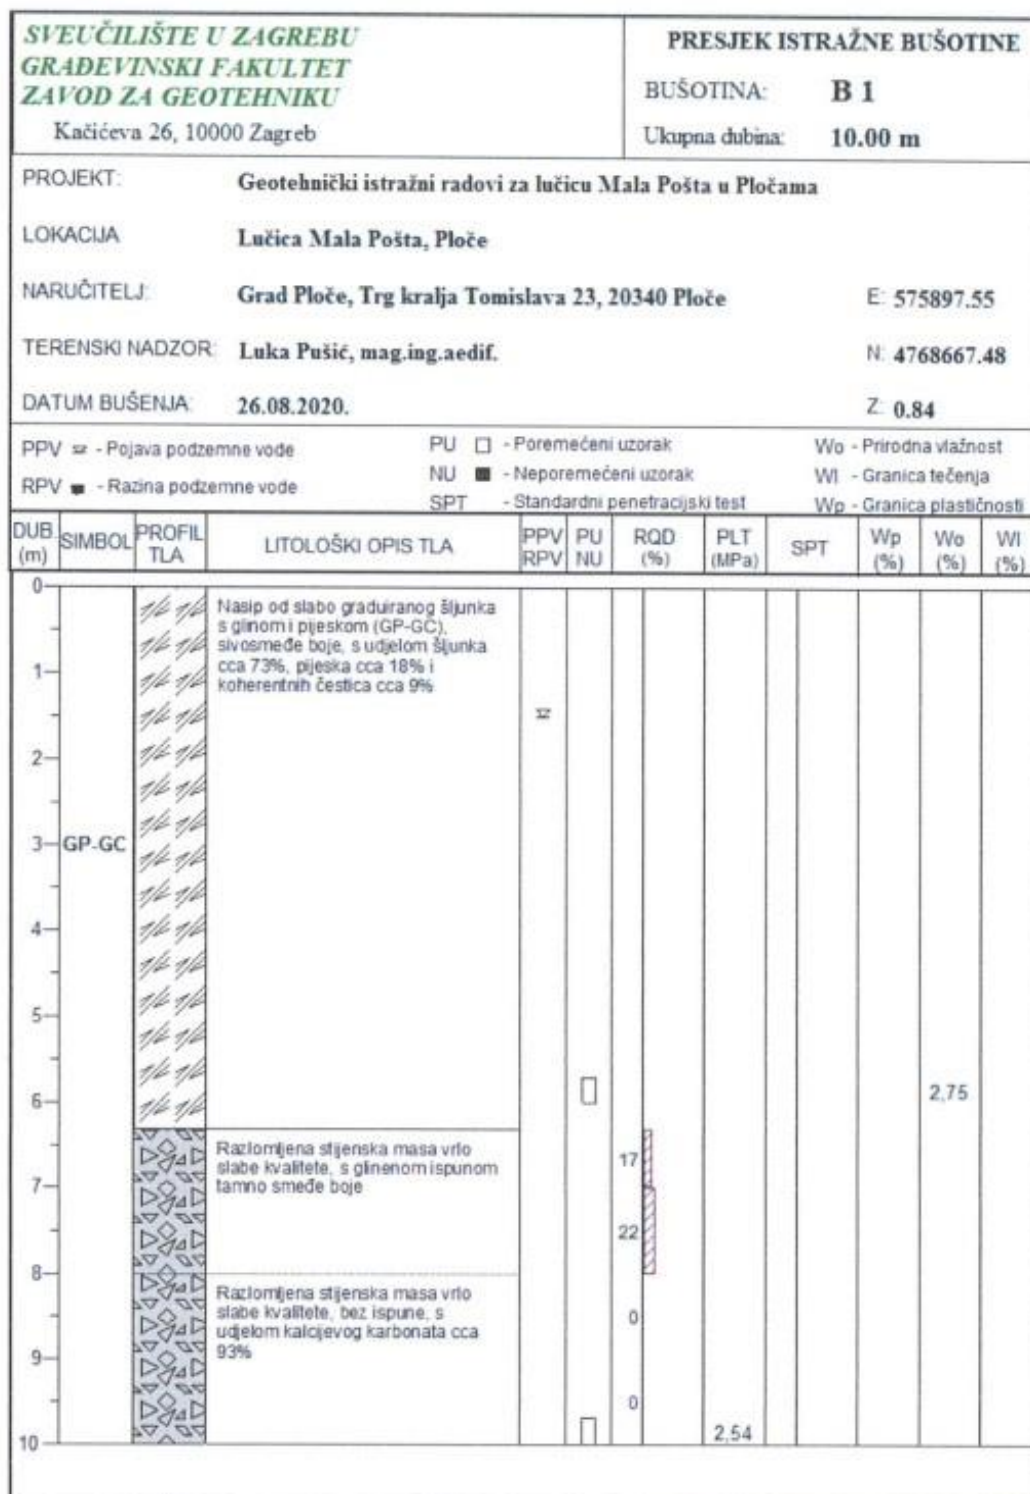 SVEUČILIŠTE U ZAGREBU
GRAĐEVINSKI FAKULTET
ZAVOD ZA GEOTEHNIKU
Kačićeva 26, 10000 Zagreb
PRESJEK ISTRAŽNE BUŠOTINE
BUŠOTINA: B 1
Ukupna dubina: 10.00 m
PROJEKT: Geotehnički istražni radovi za lučicu Mala Pošta u Pločama
LOKACIJA Lučica Mala Pošta, Ploče
NARUČITELJ: Grad Ploče, Trg kralja Tomislava 23, 20340 Ploče E: 575897.55
TERENSKI NADZOR: Luka Pušić, mag.ing.aedif. N: 4768667.48
DATUM BUŠENJA: 26.08.2020. Z: 0.84
PPV - Pojava podzemne vode PU - Poremećeni uzorak Wo - Prirodna vlažnost
RPV - Razina podzemne vode NU - Neporemećeni uzorak Wl - Granica tečenja
SPT - Standardni penetracijski test Wp - Granica plastičnosti
DUB. SIMBOL PROFIL LITOLOŠKI OPIS TLA PPV PU RQD PLT SPT Wp Wo Wl
(m) TLA RPV NU (%) (MPa) (%) (%) (%)
0
Nasip od slabo graduiranog šljunka
s glinom i pijeskom (GP-GC),
sivosmeđe boje, s udjelom šljunka
cca 73%, pijeska cca 18% i
1
koherentnih čestica cca 9%
2
3 GP-GC
4
5
6 2,75
Razlomljena stijenska masa vrlo
slabe kvalitete, s glinenom ispunom 17
tamno smeđe boje
7
22
8
Razlomljena stijenska masa vrlo
slabe kvalitete, bez ispune, s 0
udjelom kalcijevog karbonata cca
93%
9
0
10 2,54